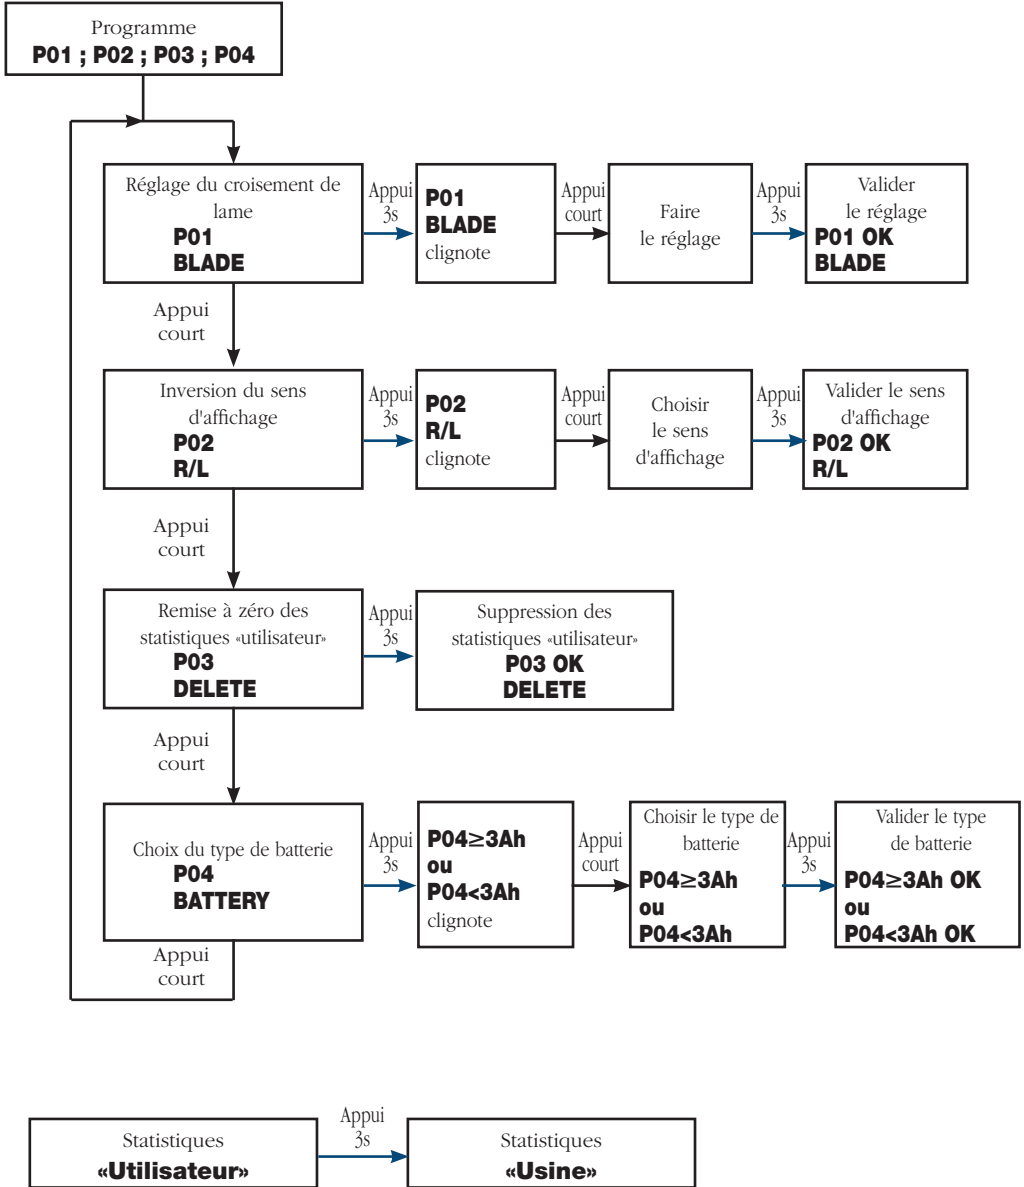 Programme
P01 ; P02 ; P03 ; P04
Réglage du croisement de
lame
P01
BLADE
Appui
3s
P01
BLADE
clignote
Appui
court
Faire
le réglage
Appui
3s
Valider
le réglage
P01 OK
BLADE
Appui
court
Inversion du sens
d'affichage
P02
R/L
Appui
3s
P02
R/L
clignote
Appui
court
Choisir
le sens
d'affichage
Appui
3s
Valider le sens
d'affichage
P02 OK
R/L
Appui
court
Remise à zéro des
statistiques «utilisateur»
P03
DELETE
Appui
3s
Suppression des
statistiques «utilisateur»
P03 OK
DELETE
Appui
court
Choix du type de batterie
P04
BATTERY
Appui
3s
P04≥3Ah
ou
P04<3Ah
clignote
Appui
court
Choisir le type de
batterie
P04≥3Ah
ou
P04<3Ah
Appui
3s
Valider le type
de batterie
P04≥3Ah OK
ou
P04<3Ah OK
Appui
court
Statistiques
«Utilisateur»
Appui
3s
Statistiques
«Usine»